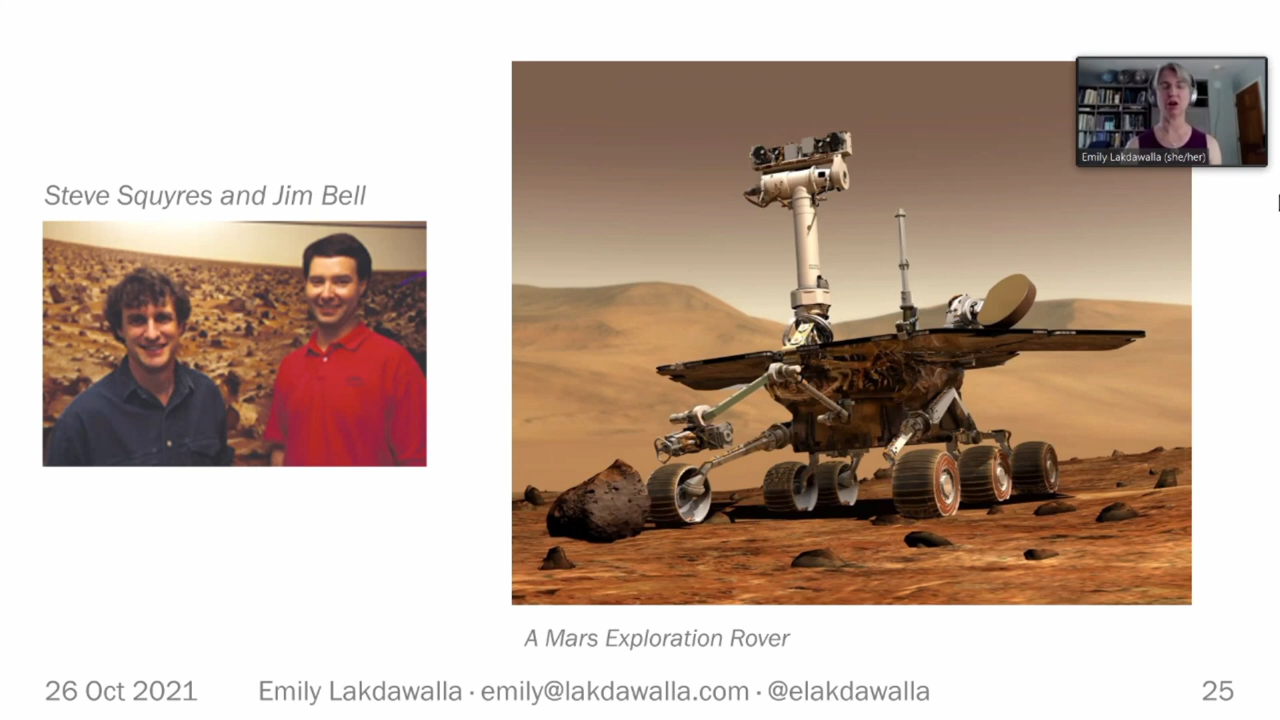 Emily Lakdawalla (she/her)
Steve Squyres and Jim Bell
A Mars Exploration Rover
26 Oct 2021 Emily Lakdawalla · emily@lakdawalla.com · @elakdawalla 25